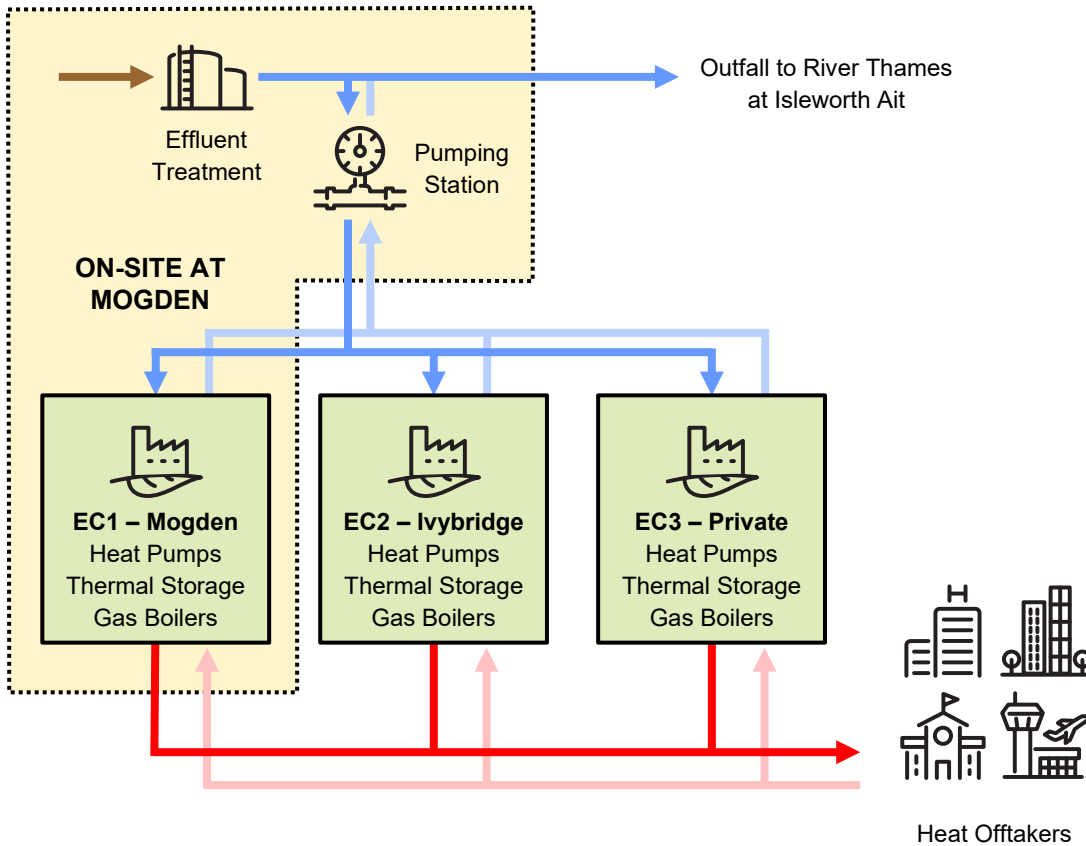 Outfall to River Thames
at Isleworth Ait
Effluent
Treatment
Pumping
Station
ON-SITE AT
MOGDEN
EC1 – Mogden
Heat Pumps
Thermal Storage
Gas Boilers
EC2 – Ivybridge
Heat Pumps
Thermal Storage
Gas Boilers
EC3 – Private
Heat Pumps
Thermal Storage
Gas Boilers
H
Heat Offtakers